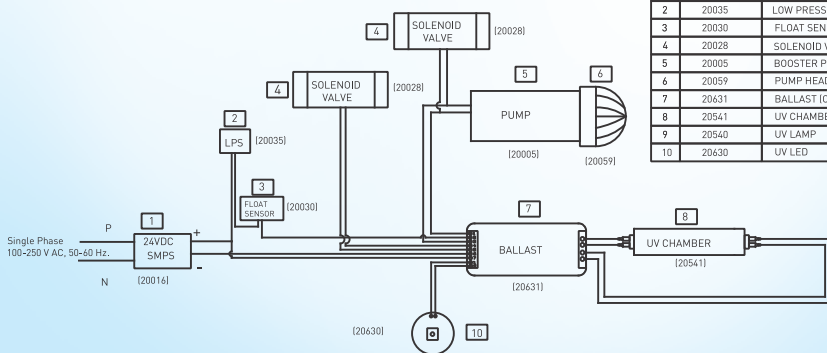 4
SOLENOID
VALVE
(20028)
4
SOLENOID
VALVE
(20028)
5
6
PUMP
(20005)
(20059)
2
LPS
(20035)
3
FLOAT
SENSOR
(20030)
1
P
+
Single Phase
100-250 V AC, 50-60 Hz.
24VDC
SMPS
-
N
(20016)
7
BALLAST
(20631)
8
UV CHAMBER
(20541)
(20630)
10
2 20035 LOW PRESS
3 20030 FLOAT SEN
4 20028 SOLENOID V
5 20005 BOOSTER P
6 20059 PUMP HEAD
7 20631 BALLAST (C
8 20541 UV CHAMBE
9 20540 UV LAMP
10 20630 UV LED